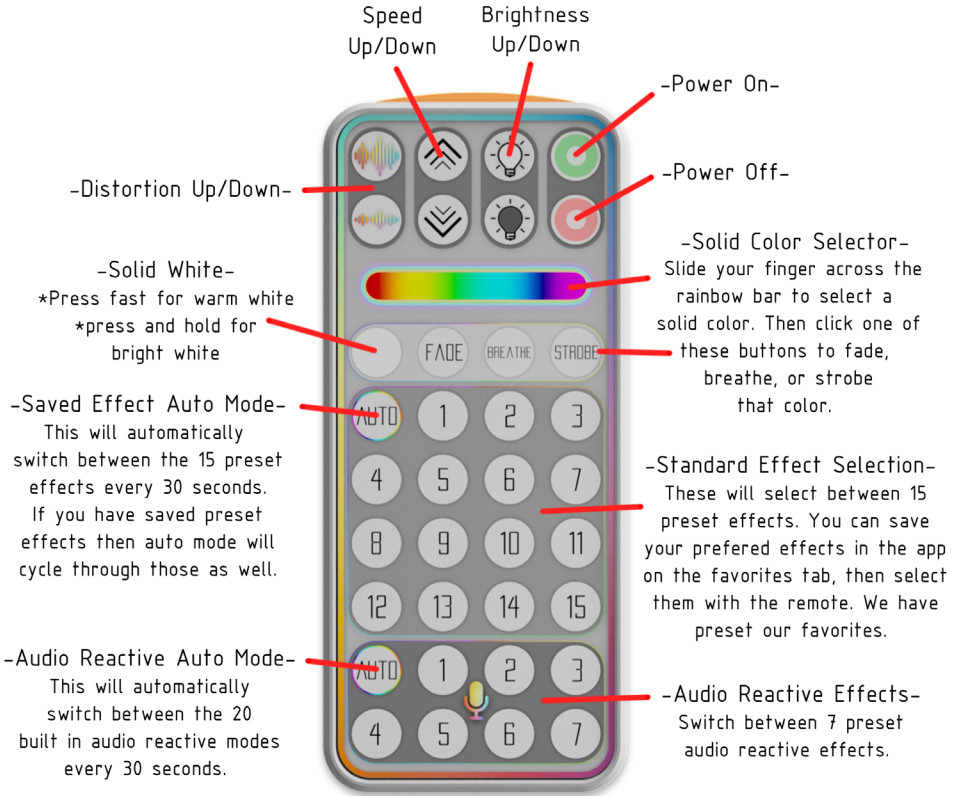 Speed
Up/Down
Brightness
Up/Down
-Power On-
-Power Off-
-Distortion Up/Down-
-Solid White-
*Press fast for warm white
*press and hold for
bright white
-Solid Color Selector-
Slide your finger across the
rainbow bar to select a
solid color. Then click one of
these buttons to fade,
breathe, or strobe
that color.
FADE
BREATHE
STROBE
-Saved Effect Auto Mode-
This will automatically
switch between the 15 preset
effects every 30 seconds.
If you have saved preset
effects then auto mode will
cycle through those as well.
AUTO 1 2 3
4 5 6 7
8 9 10 11
12 13 14 15
-Standard Effect Selection-
These will select between 15
preset effects. You can save
your prefered effects in the app
on the favorites tab, then select
them with the remote. We have
preset our favorites.
-Audio Reactive Auto Mode-
This will automatically
switch between the 20
built in audio reactive modes
every 30 seconds.
AUTO 1 2 3
4 5 6 7
-Audio Reactive Effects-
Switch between 7 preset
audio reactive effects.